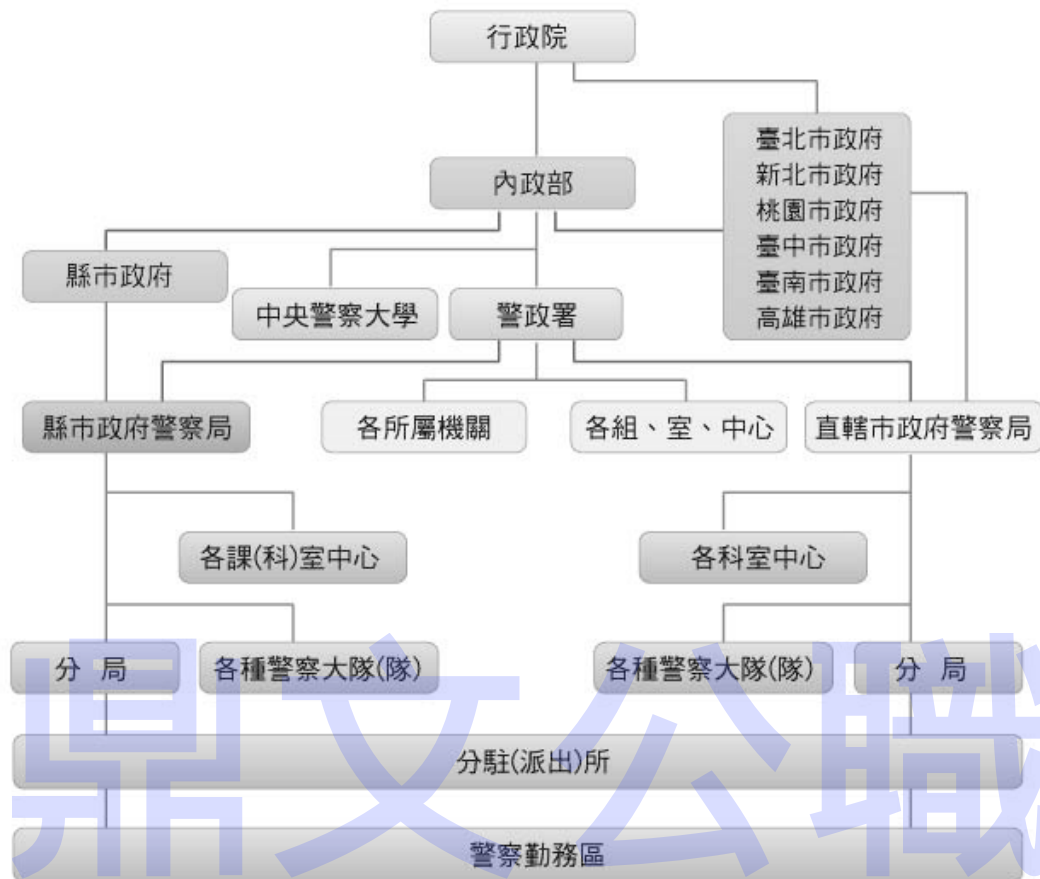 行政院
臺北市政府
新北市政府
桃園市政府
臺中市政府
臺南市政府
高雄市政府
內政部
縣市政府
中央警察大學
警政署
縣市政府警察局
各所屬機關
各組、室、中心
直轄市政府警察局
各課(科)室中心
各科室中心
分 局
各種警察大隊(隊)
各種警察大隊(隊)
分 局
分駐(派出)所
警察勤務區
鼎文公職